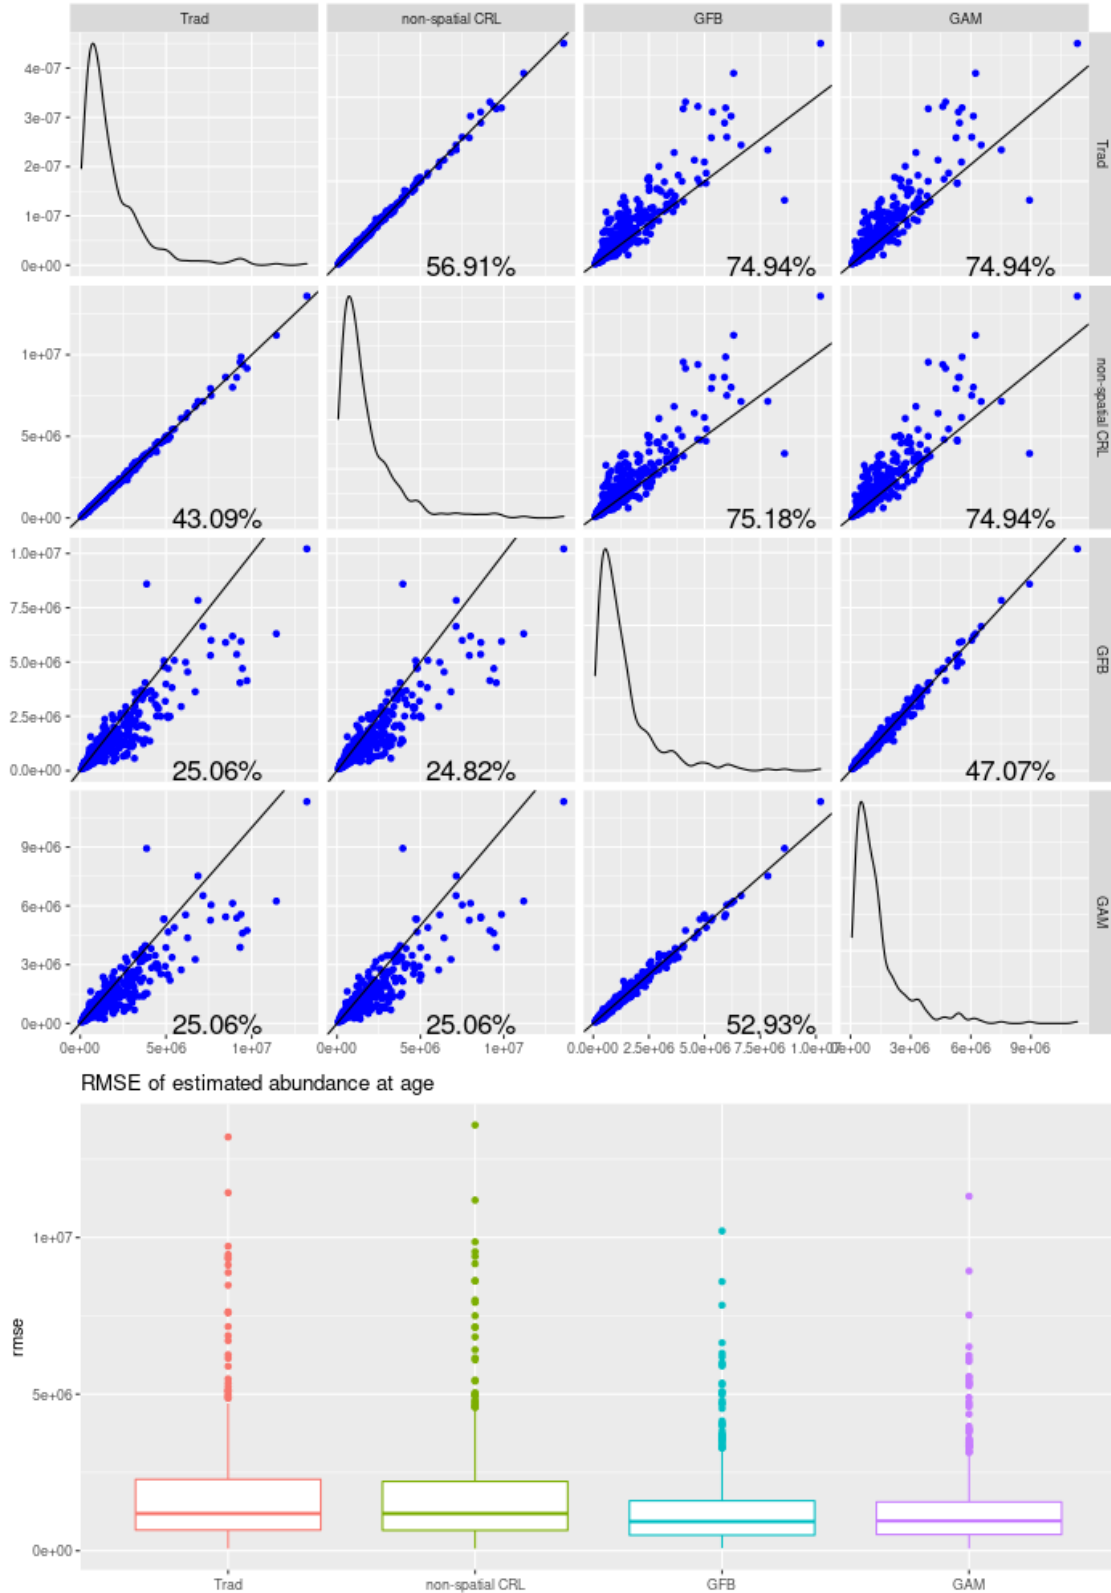 Trad non-spatial CRL GFB GAM
4e-07
3e-07
2e-07
1e-07
0e+00
56.91% 74.94% 74.94%
Trad
1e+07
5e+06
0e+00
43.09% 75.18% 74.94%
non-spatial CRL
1.0e+07
7.5e+06
5.0e+06
2.5e+06
0.0e+00
25.06% 24.82% 47.07%
GFB
9e+06
6e+06
3e+06
0e+00
25.06% 25.06% 52.93%
GAM
0e+00 5e+06 1e+07 0e+00 5e+06 1e+07 0.0e+00 2.5e+06 5.0e+06 7.5e+06 1.0e+07 0e+00 3e+06 6e+06 9e+06
RMSE of estimated abundance at age
1e+07
5e+06
0e+00
rmse
Trad non-spatial CRL GFB GAM